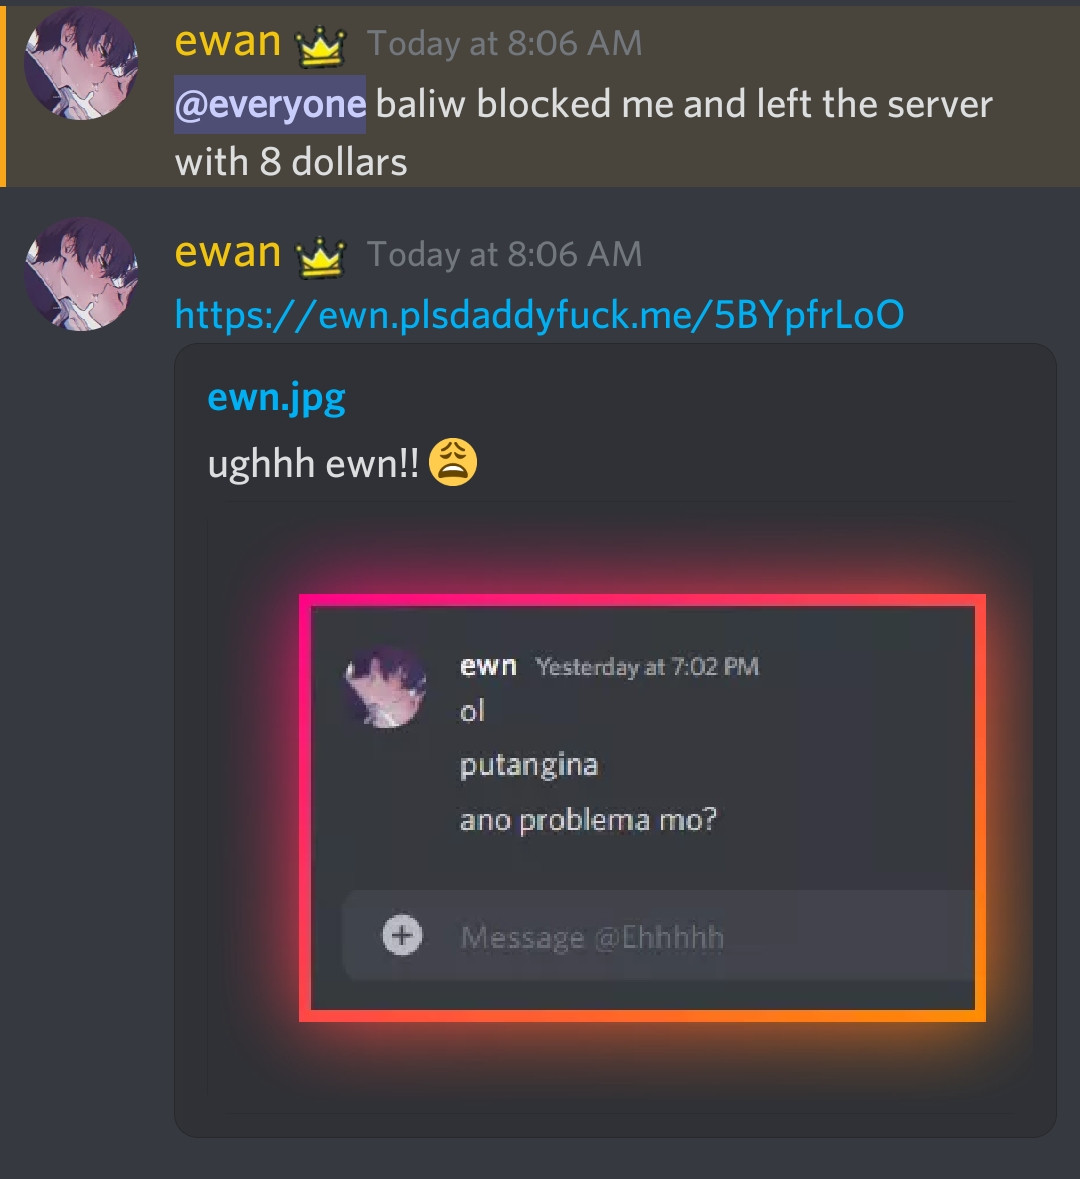 ewan Today at 8:06 AM
@everyone baliw blocked me and left the server
with 8 dollars
ewan Today at 8:06 AM
https://ewn.plsdaddyfuck.me/5BYpfrLoO
ewn.jpg
ughhh ewn!! 😩
ewn Yesterday at 7:02 PM
ol
putangina
ano problema mo?
Message @Ehhhhh